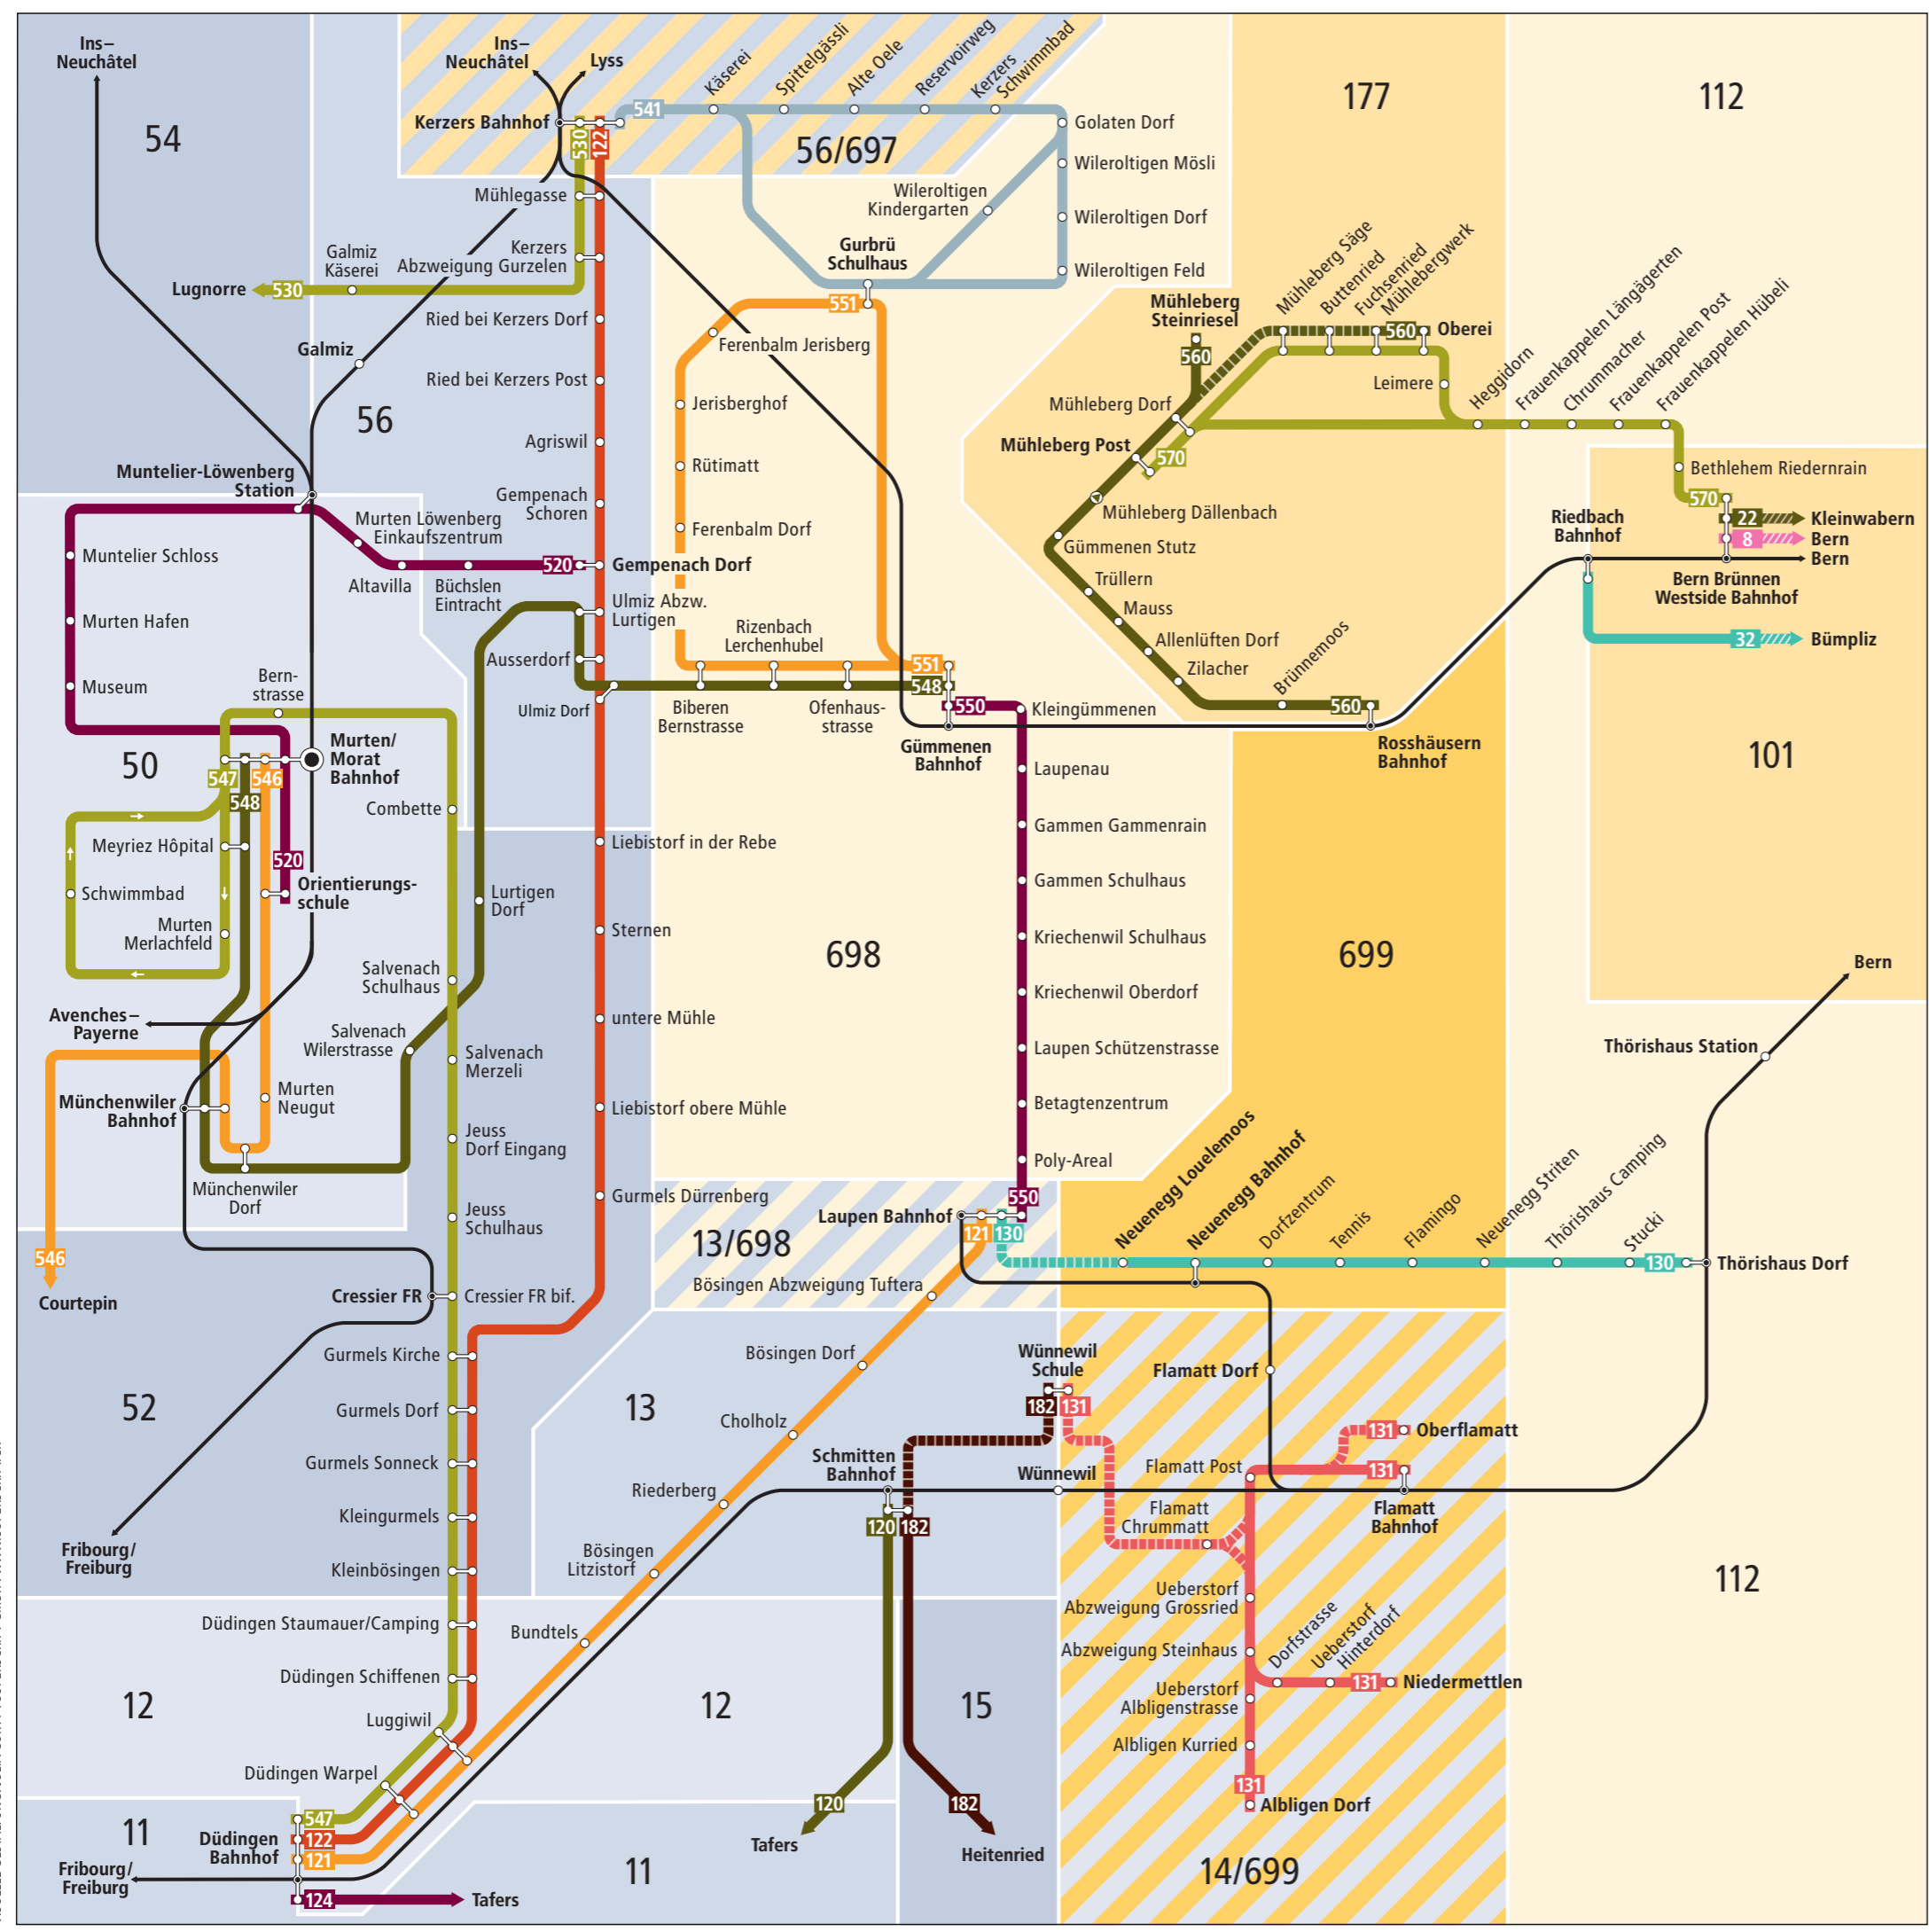 Ins–
Neuchâtel
54
Ins–
Neuchâtel
Lyss
Kerzers Bahnhof
530
122
541
Käserei
Spittelgässli
Alte Oele
Reservoirweg
Kerzers
Schwimmbad
56/697
177
112
Golaten Dorf
Wileroltigen Mösli
Wileroltigen
Kindergarten
Wileroltigen Dorf
Wileroltigen Feld
Gurbrü
Schulhaus
Mühlegasse
Kerzers
Abzweigung Gurzelen
Galmiz
Käserei
Lugnorre
530
Ried bei Kerzers Dorf
Galmiz
Ried bei Kerzers Post
56
Agriswil
Gempenach
Schoren
551
Ferenbalm Jerisberg
Jerisberghof
Rütimatt
Ferenbalm Dorf
Mühleberg
Steinriesel
560
Mühleberg Säge
Buttenried
Fuchsenried
Mühlebergwerk
560
Oberei
Leimere
Heggidorn
Frauenkappelen Längägerten
Chrummacher
Frauenkappelen Post
Frauenkappelen Hübeli
Mühleberg Dorf
Mühleberg Post
570
Mühleberg Dällenbach
Gümmenen Stutz
Trüllern
Mauss
Allenlüften Dorf
Zilacher
Brünnemoos
560
Rosshäusern
Bahnhof
Bethlehem Riedernrain
570
22
Kleinwabern
8
Bern
Bern
Riedbach
Bahnhof
Bern Brünnen
Westside Bahnhof
32
Bümpliz
101
Muntelier-Löwenberg
Station
Murten Löwenberg
Einkaufszentrum
Altavilla
Büchslen
Eintracht
520
Gempenach Dorf
Muntelier Schloss
Murten Hafen
Museum
Bern-
strasse
Ulmiz Abzw.
Lurtigen
Ausserdorf
Ulmiz Dorf
Rizenbach
Lerchenhubel
Biberen
Bernstrasse
Ofenhaus-
strasse
551
548
550
Kleingümmenen
Gümmenen
Bahnhof
50
Murten/
Morat
Bahnhof
547
546
548
Meyriez Hôpital
520
Schwimmbad
Orientierungs-
schule
Murten
Merlachfeld
Combette
Lurtigen
Dorf
Salvenach
Schulhaus
Avenches–
Payerne
Salvenach
Wilerstrasse
Salvenach
Merzeli
Münchenwiler
Bahnhof
Murten
Neugut
Jeuss
Dorf Eingang
Münchenwiler
Dorf
Jeuss
Schulhaus
546
Courtepin
Cressier FR
Cressier FR bif.
Liebistorf in der Rebe
Sternen
untere Mühle
Liebistorf obere Mühle
Gurmels Dürrenberg
698
Laupenau
Gammen Gammenrain
Gammen Schulhaus
Kriechenwil Schulhaus
Kriechenwil Oberdorf
Laupen Schützenstrasse
Betagtenzentrum
Poly-Areal
550
699
Bern
Thörishaus Station
Laupen Bahnhof
121
130
13/698
Neuenegg Louelemoos
Neuenegg Bahnhof
Dorfzentrum
Tennis
Flamingo
Neuenegg Striten
Thörishaus Camping
Stucki
130
Thörishaus Dorf
Bösingen Abzweigung Tuftera
Bösingen Dorf
Cholholz
Riederberg
Bösingen
Litzistorf
Bundtels
52
Gurmels Kirche
Gurmels Dorf
Gurmels Sonneck
Kleingurmels
Kleinbösingen
Fribourg/
Freiburg
13
Wünnewil
Schule
182
131
Schmitten
Bahnhof
Wünnewil
120
182
Flamatt Dorf
131
Oberflamatt
Flamatt Post
131
Flamatt
Bahnhof
Flamatt
Chrummatt
Ueberstorf
Abzweigung Grossried
Abzweigung Steinhaus
Dorfstrasse
Ueberstorf
Hinterdorf
131
Niedermettlen
Ueberstorf
Albligenstrasse
Albligen Kurried
131
Albligen Dorf
14/699
112
Düdingen Staumauer/Camping
Düdingen Schiffenen
12
Luggiwil
12
15
Düdingen Warpel
120
Tafers
182
Heitenried
11
547
122
121
Düdingen
Bahnhof
Fribourg/
Freiburg
124
Tafers
11